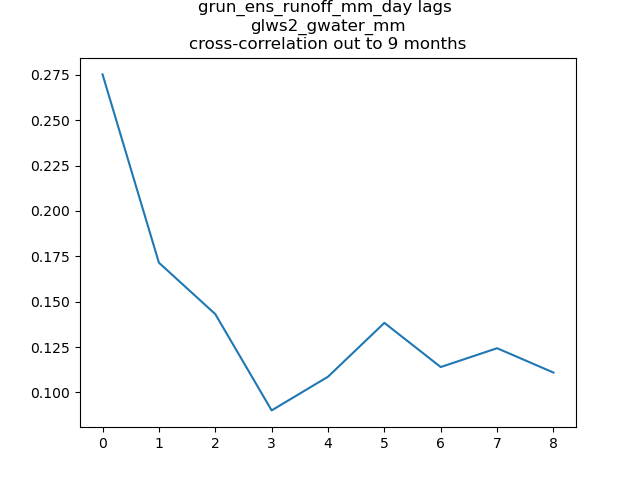 grun_ens_runoff_mm_day lags
glws2_gwater_mm
cross-correlation out to 9 months
0.275
0.250
0.225
0.200
0.175
0.150
0.125
0.100
0 1 2 3 4 5 6 7 8